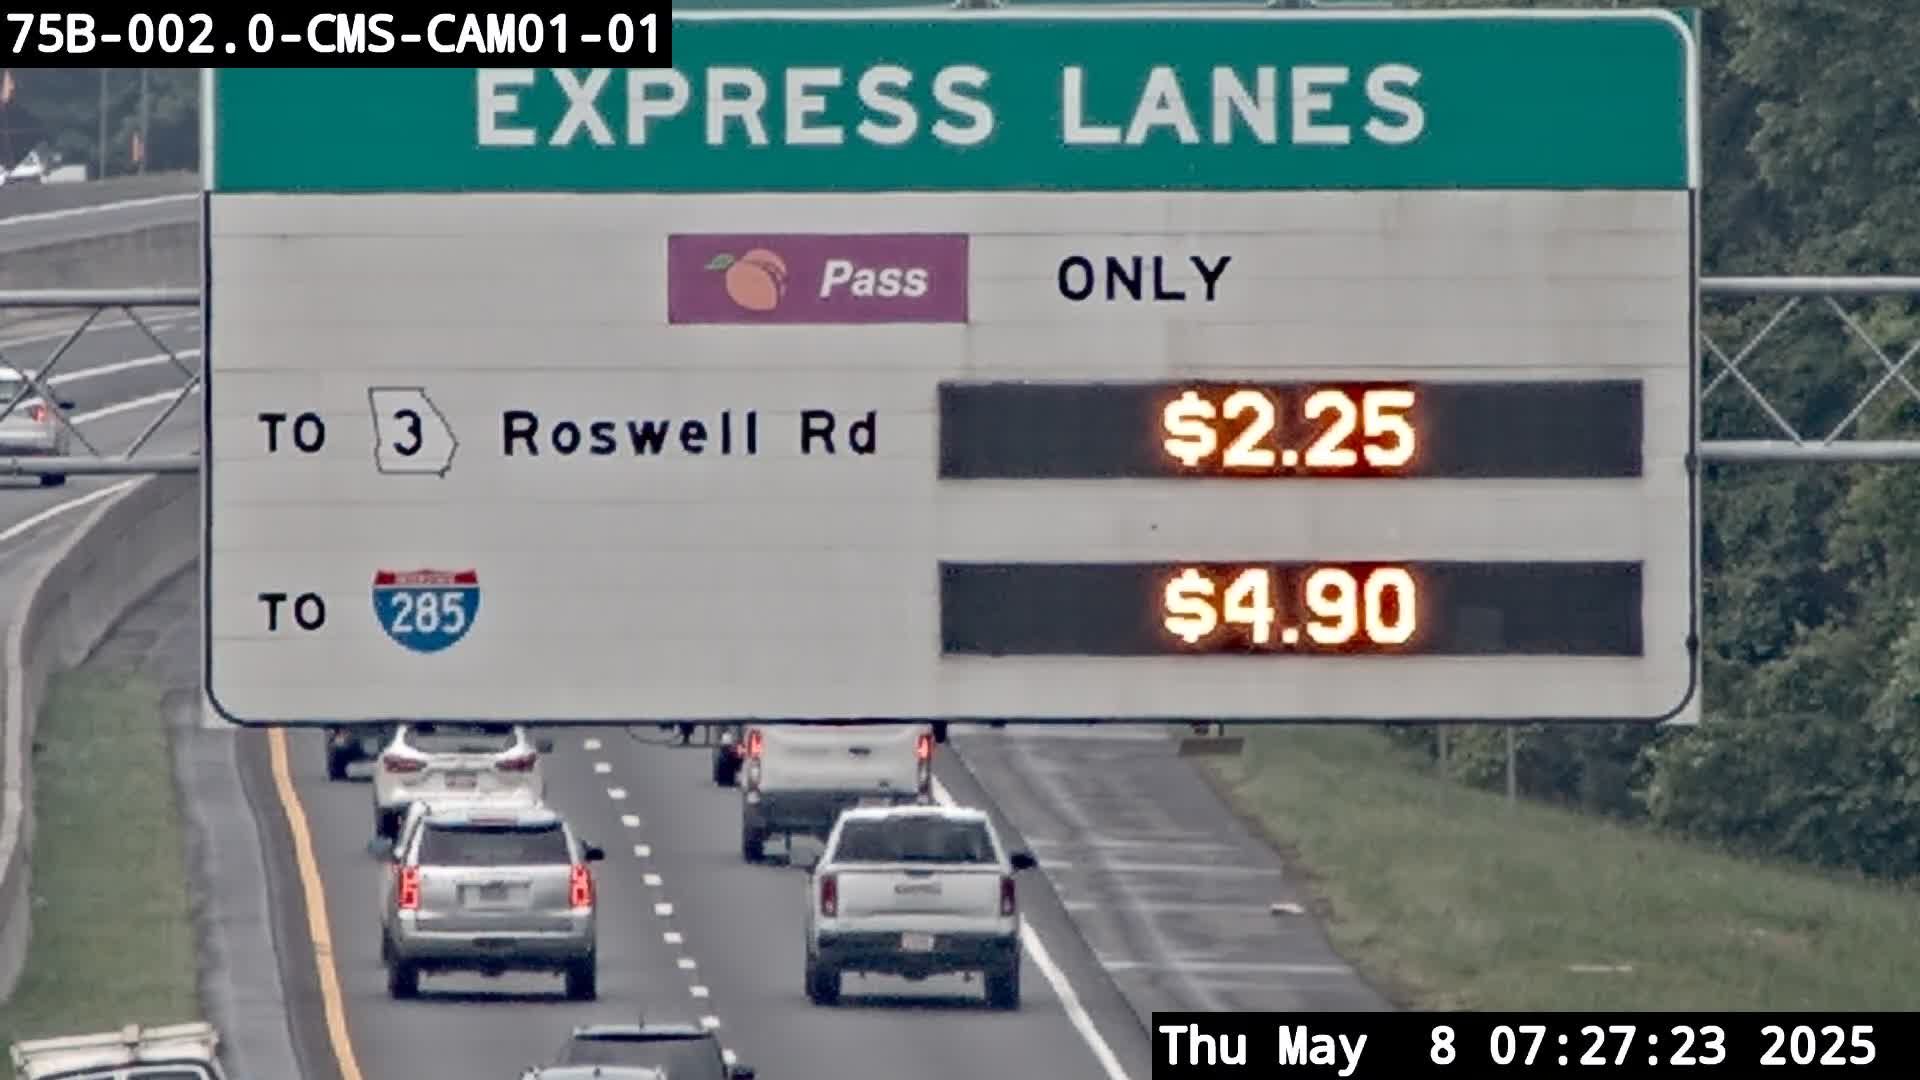 75B-002.0-CMS-CAM01-01
EXPRESS LANES
Pass ONLY
TO 3 Roswell Rd $2.25
TO 285 $4.90
Thu May 8 07:27:23 2025